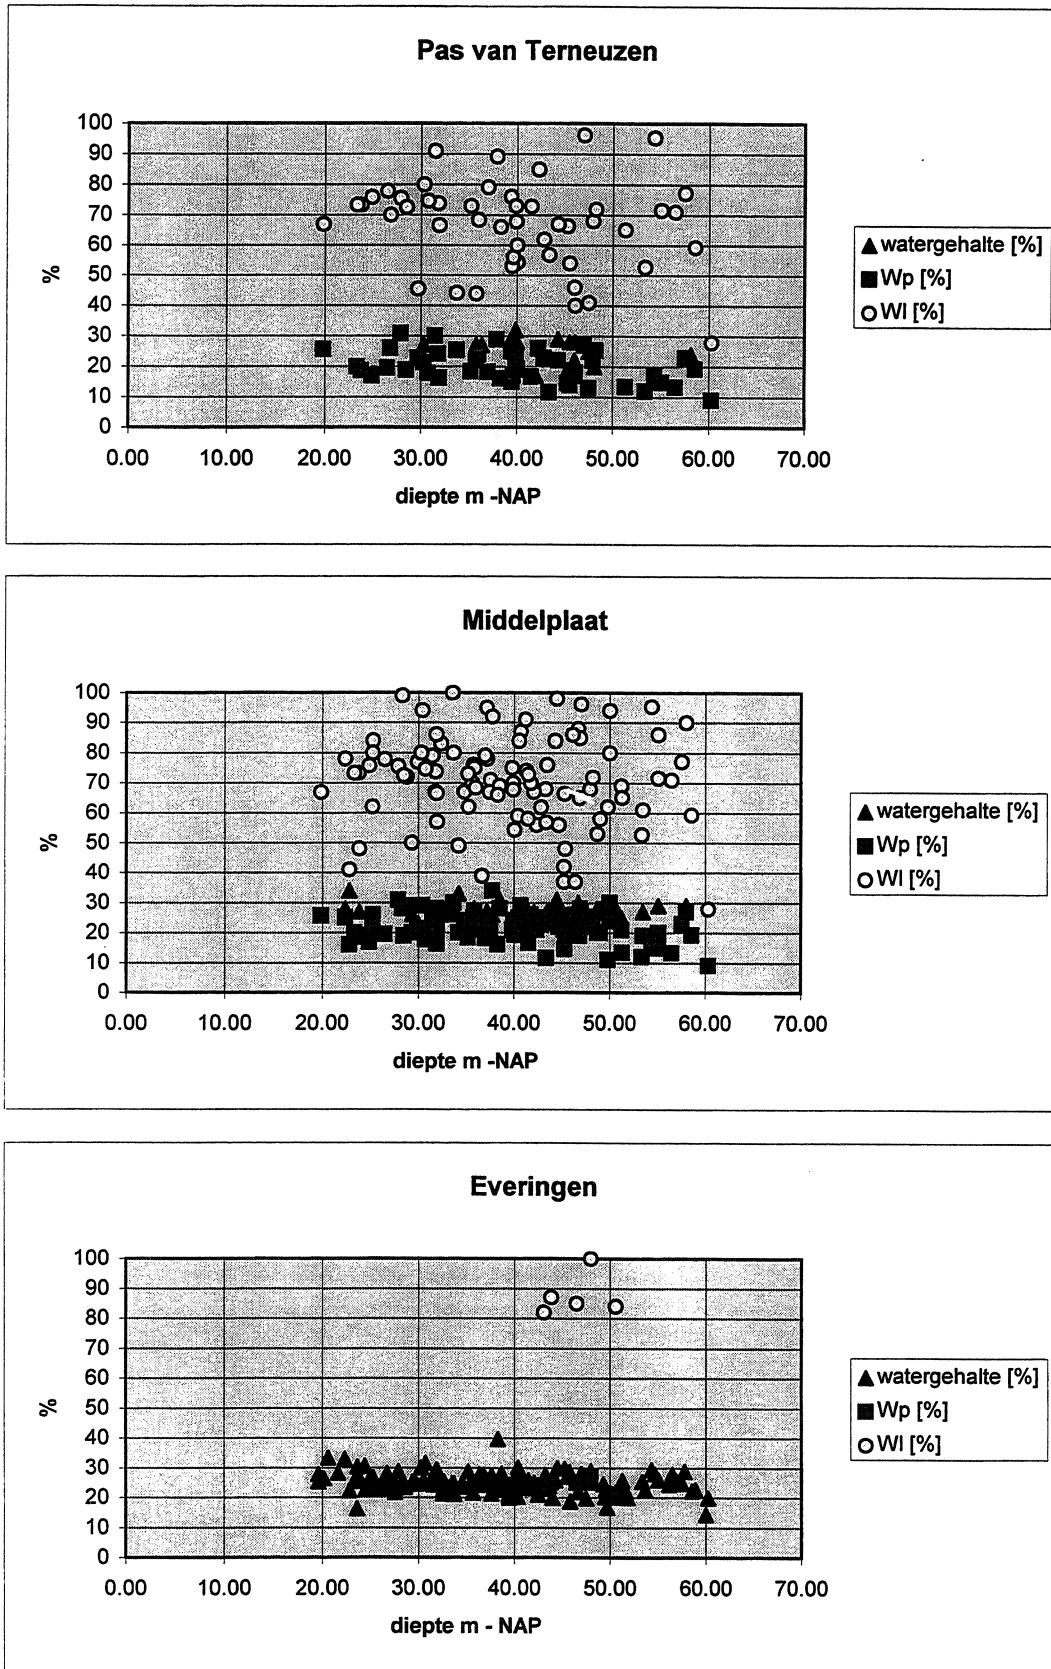 Pas van Terneuzen
100
90
80
70
60
50
40
30
20
10
0
%
0.00 10.00 20.00 30.00 40.00 50.00 60.00 70.00
diepte m -NAP
watergehalte [%]
Wp [%]
Wl [%]
Middelplaat
100
90
80
70
60
50
40
30
20
10
0
%
0.00 10.00 20.00 30.00 40.00 50.00 60.00 70.00
diepte m -NAP
watergehalte [%]
Wp [%]
Wl [%]
Everingen
100
90
80
70
60
50
40
30
20
10
0
%
0.00 10.00 20.00 30.00 40.00 50.00 60.00 70.00
diepte m - NAP
watergehalte [%]
Wp [%]
Wl [%]